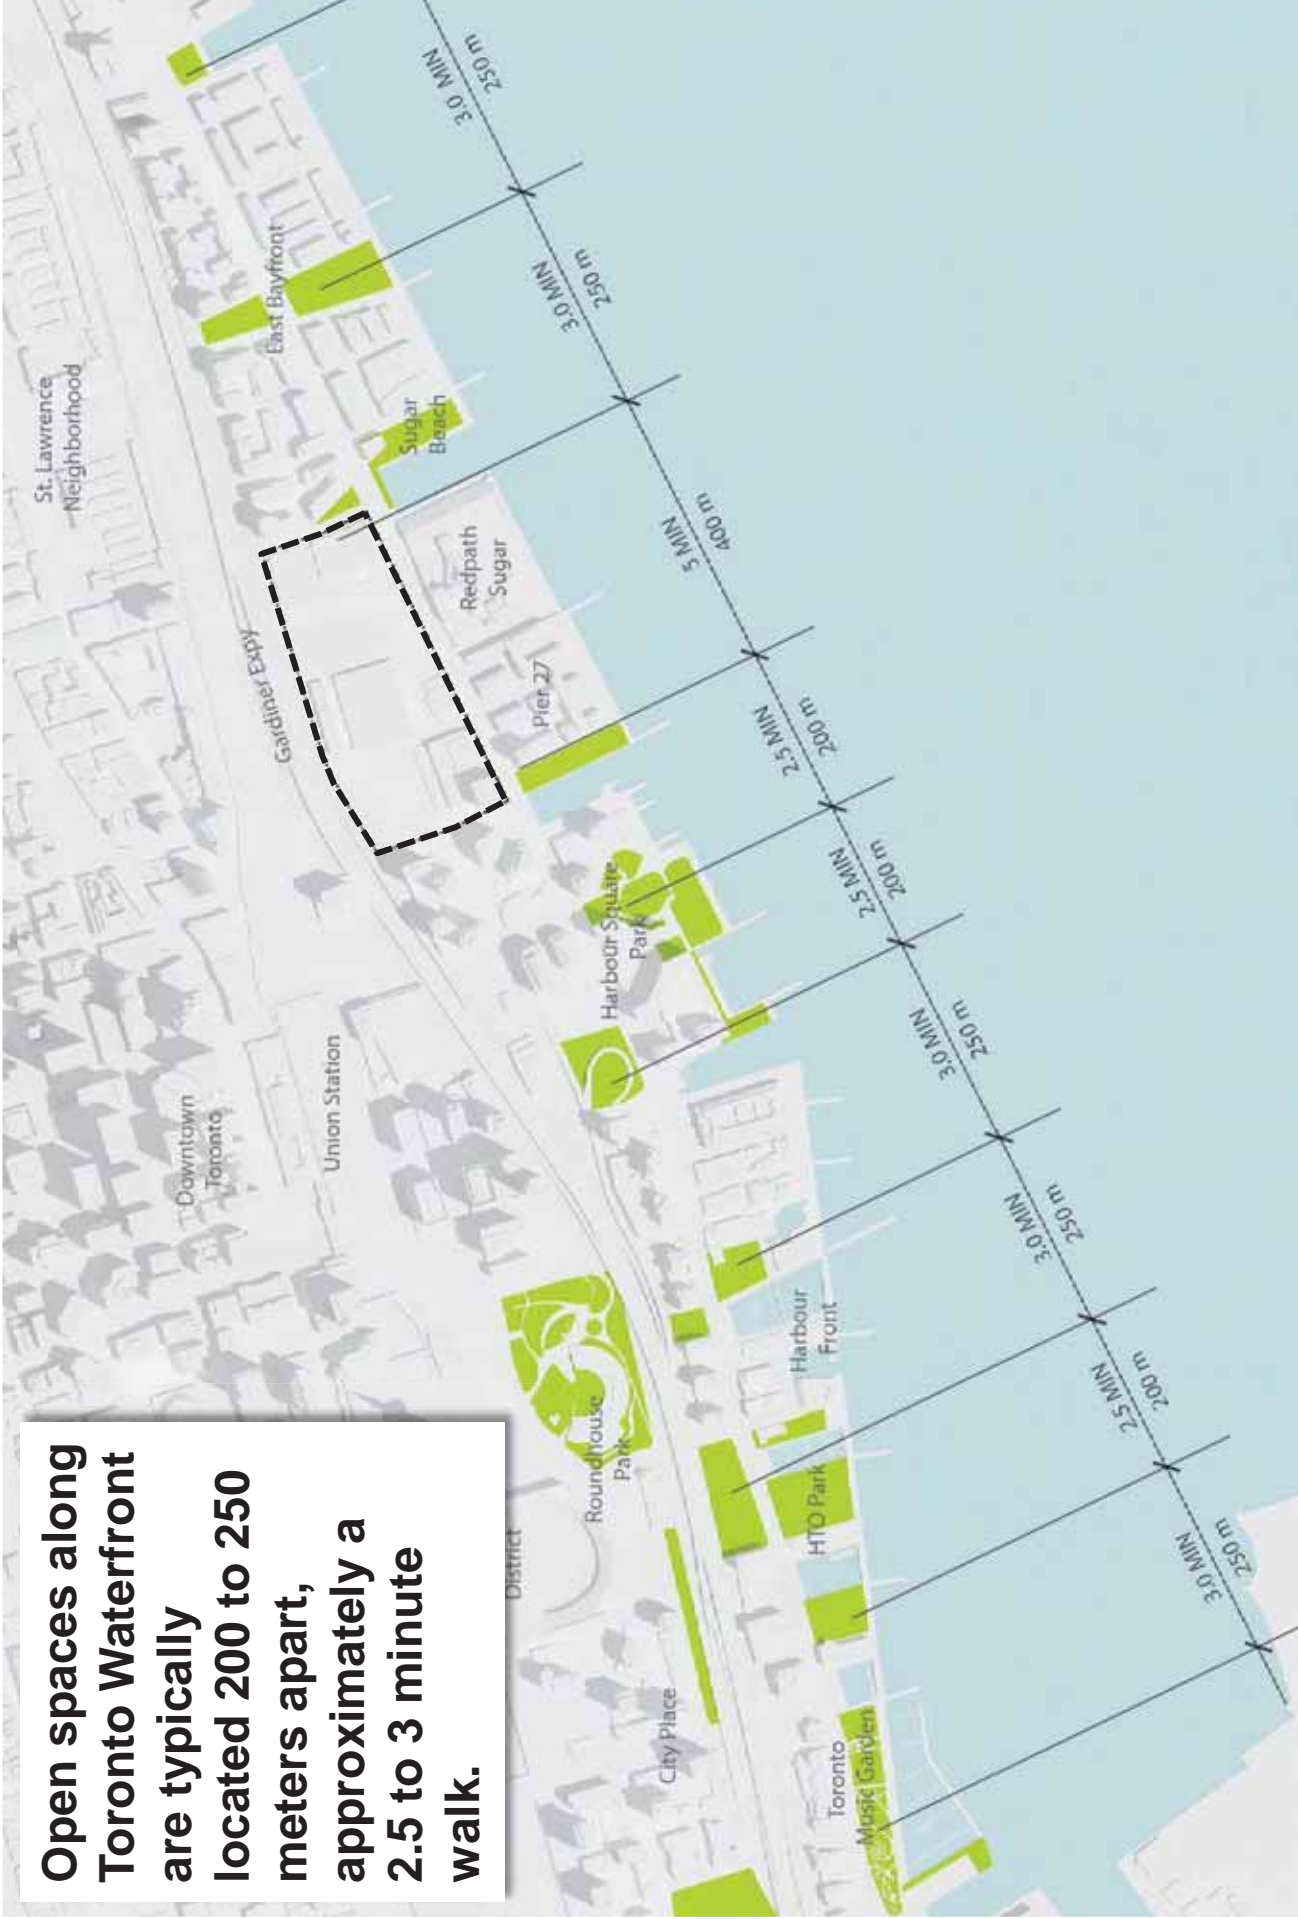 Open spaces along
Toronto Waterfront
are typically
located 200 to 250
meters apart,
approximately a
2.5 to 3 minute
walk.
District
City Place
Toronto
Music Garden
Roundhouse
Park
HTO Park
Harbour
Front
Downtown
Toronto
Union Station
Harbour Square
Park
Gardiner Expy
Pier 27
Redpath
Sugar
St. Lawrence
Neighborhood
Sugar
Beach
East Bayfront
3.0 MIN
250 m
2.5 MIN
200 m
3.0 MIN
250 m
3.0 MIN
250 m
2.5 MIN
200 m
2.5 MIN
200 m
5 MIN
400 m
3.0 MIN
250 m
3.0 MIN
250 m